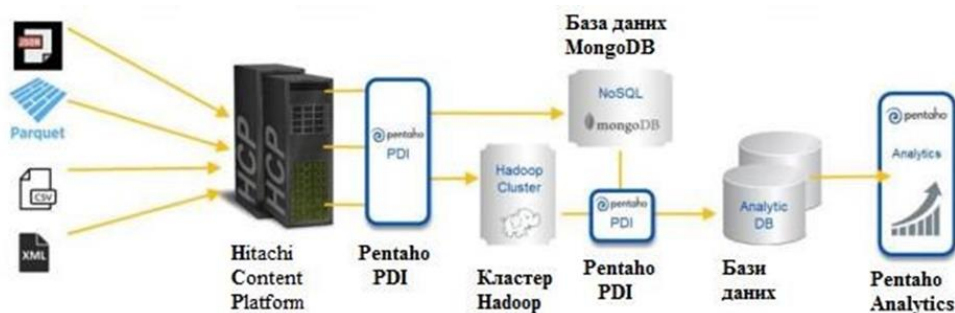 JSON
Parquet
CSV
XML
HCP
HCP
Hitachi
Content
Platform
pentaho
PDI
Pentaho
PDI
База даних
MongoDB
NoSQL
mongoDB
Hadoop
Cluster
Кластер
Hadoop
pentaho
PDI
Pentaho
PDI
Analytic
DB
Бази
даних
pentaho
Analytics
Pentaho
Analytics